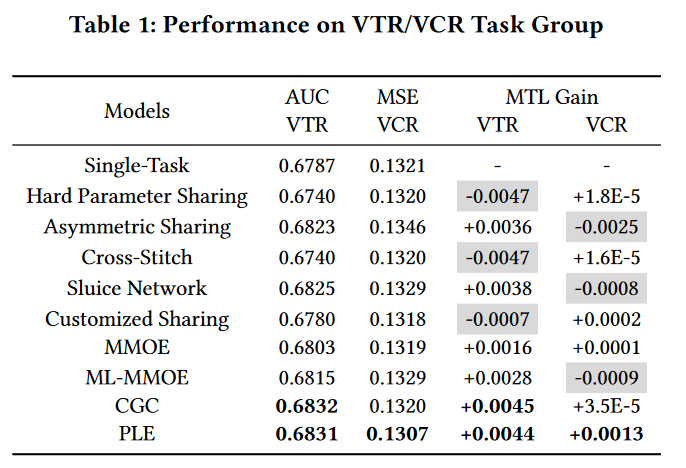 Table 1: Performance on VTR/VCR Task Group
Models AUC MSE MTL Gain
VTR VCR VTR VCR
Single-Task 0.6787 0.1321 - -
Hard Parameter Sharing 0.6740 0.1320 -0.0047 +1.8E-5
Asymmetric Sharing 0.6823 0.1346 +0.0036 -0.0025
Cross-Stitch 0.6740 0.1320 -0.0047 +1.6E-5
Sluice Network 0.6825 0.1329 +0.0038 -0.0008
Customized Sharing 0.6780 0.1318 -0.0007 +0.0002
MMOE 0.6803 0.1319 +0.0016 +0.0001
ML-MMOE 0.6815 0.1329 +0.0028 -0.0009
CGC 0.6832 0.1320 +0.0045 +3.5E-5
PLE 0.6831 0.1307 +0.0044 +0.0013